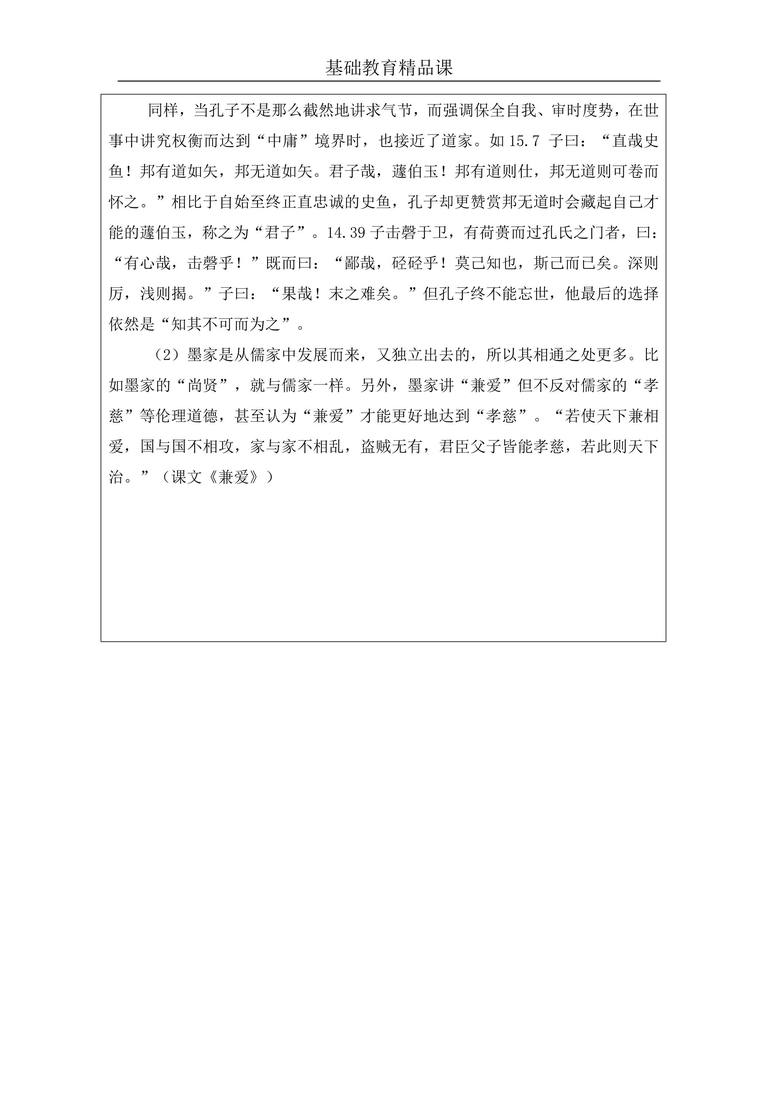 基础教育精品课
同样，当孔子不是那么截然地讲求气节，而强调保全自我、审时度势，在世
事中讲究权衡而达到“中庸”境界时，也接近了道家。如 15.7 子曰：“直哉史
鱼！邦有道如矢，邦无道如矢。君子哉，蘧伯玉！邦有道则仕，邦无道则可卷而
怀之。”相比于自始至终正直忠诚的史鱼，孔子却更赞赏邦无道时会藏起自己才
能的蘧伯玉，称之为“君子”。14.39 子击磬于卫，有荷蒉而过孔氏之门者，曰：
“有心哉，击磬乎！”既而曰：“鄙哉，硁硁乎！莫己知也，斯己而已矣。深则
厉，浅则揭。”子曰：“果哉！末之难矣。”但孔子终不能忘世，他最后的选择
依然是“知其不可而为之”。
（2）墨家是从儒家中发展而来，又独立出去的，所以其相通之处更多。比
如墨家的“尚贤”，就与儒家一样。另外，墨家讲“兼爱”但不反对儒家的“孝
慈”等伦理道德，甚至认为“兼爱”才能更好地达到“孝慈”。“若使天下兼相
爱，国与国不相攻，家与家不相乱，盗贼无有，君臣父子皆能孝慈，若此则天下
治。”（课文《兼爱》）